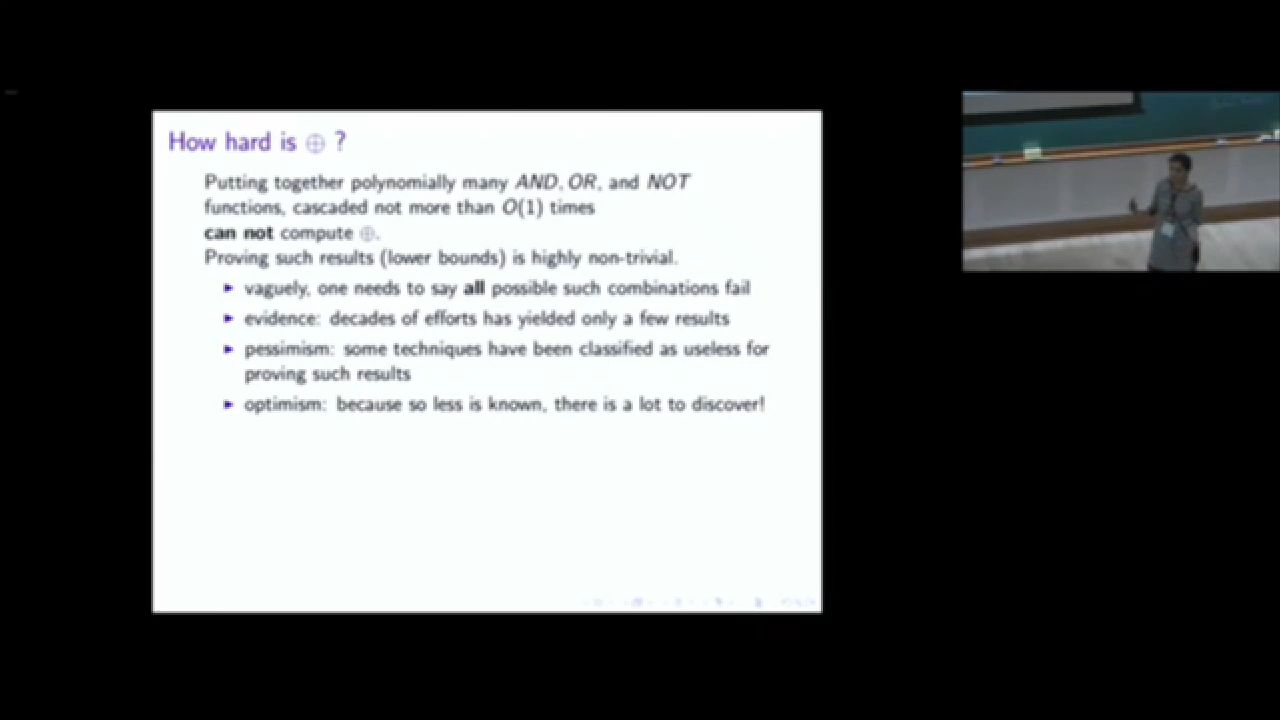 How hard is ⊕ ?
Putting together polynomially many AND, OR, and NOT
functions, cascaded not more than O(1) times
can not compute ⊕.
Proving such results (lower bounds) is highly non-trivial.
▶ vaguely, one needs to say all possible such combinations fail
▶ evidence: decades of efforts has yielded only a few results
▶ pessimism: some techniques have been classified as useless for
proving such results
▶ optimism: because so less is known, there is a lot to discover!